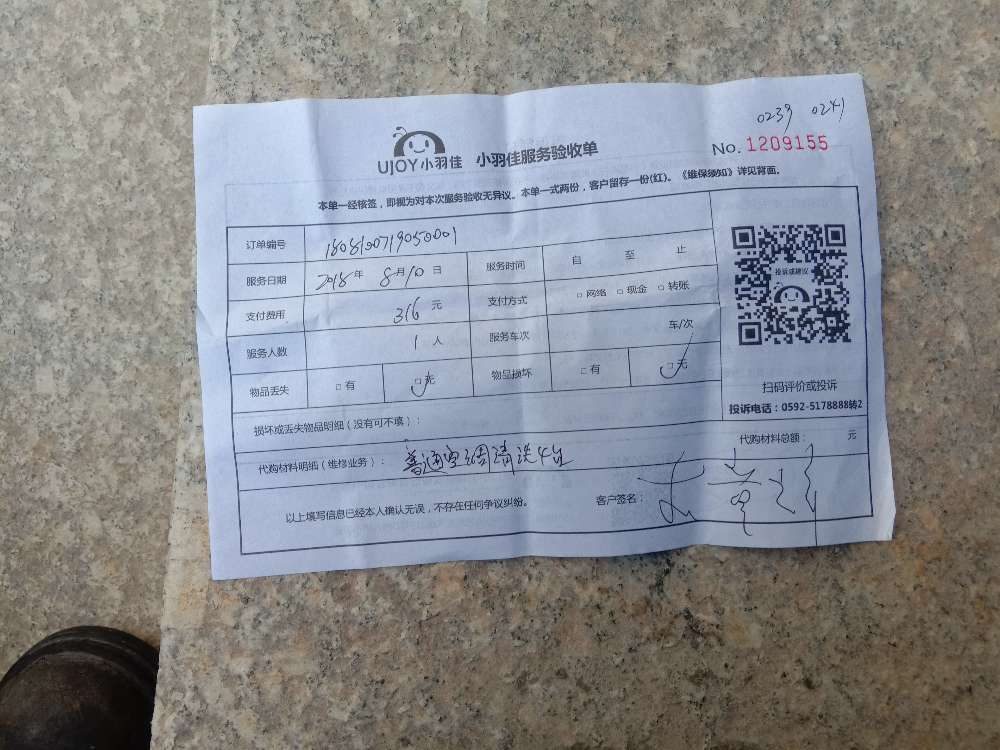 0239 0241
UJOY小羽佳 小羽佳服务验收单 No. 1209155
本单一经核签，即视为对本次服务验收无异议。本单一式两份，客户留存一份(红)。《维保须知》详见背面。
订单编号 1808100719050001
服务日期 2018年 8月10日 服务时间 自 至 止
支付费用 316 元 支付方式 □网络 □现金 □转账
服务人数 1 人 服务车次 车/次
物品丢失 □有 □无 物品损坏 □有 □无
投诉或建议
扫码评价或投诉
投诉电话：0592-5178888转2
损坏或丢失物品明细（没有可不填）：
代购材料明细（维修业务）： 普通空调清洗4台 代购材料总额： 元
以上填写信息已经本人确认无误，不存在任何争议纠纷。 客户签名：